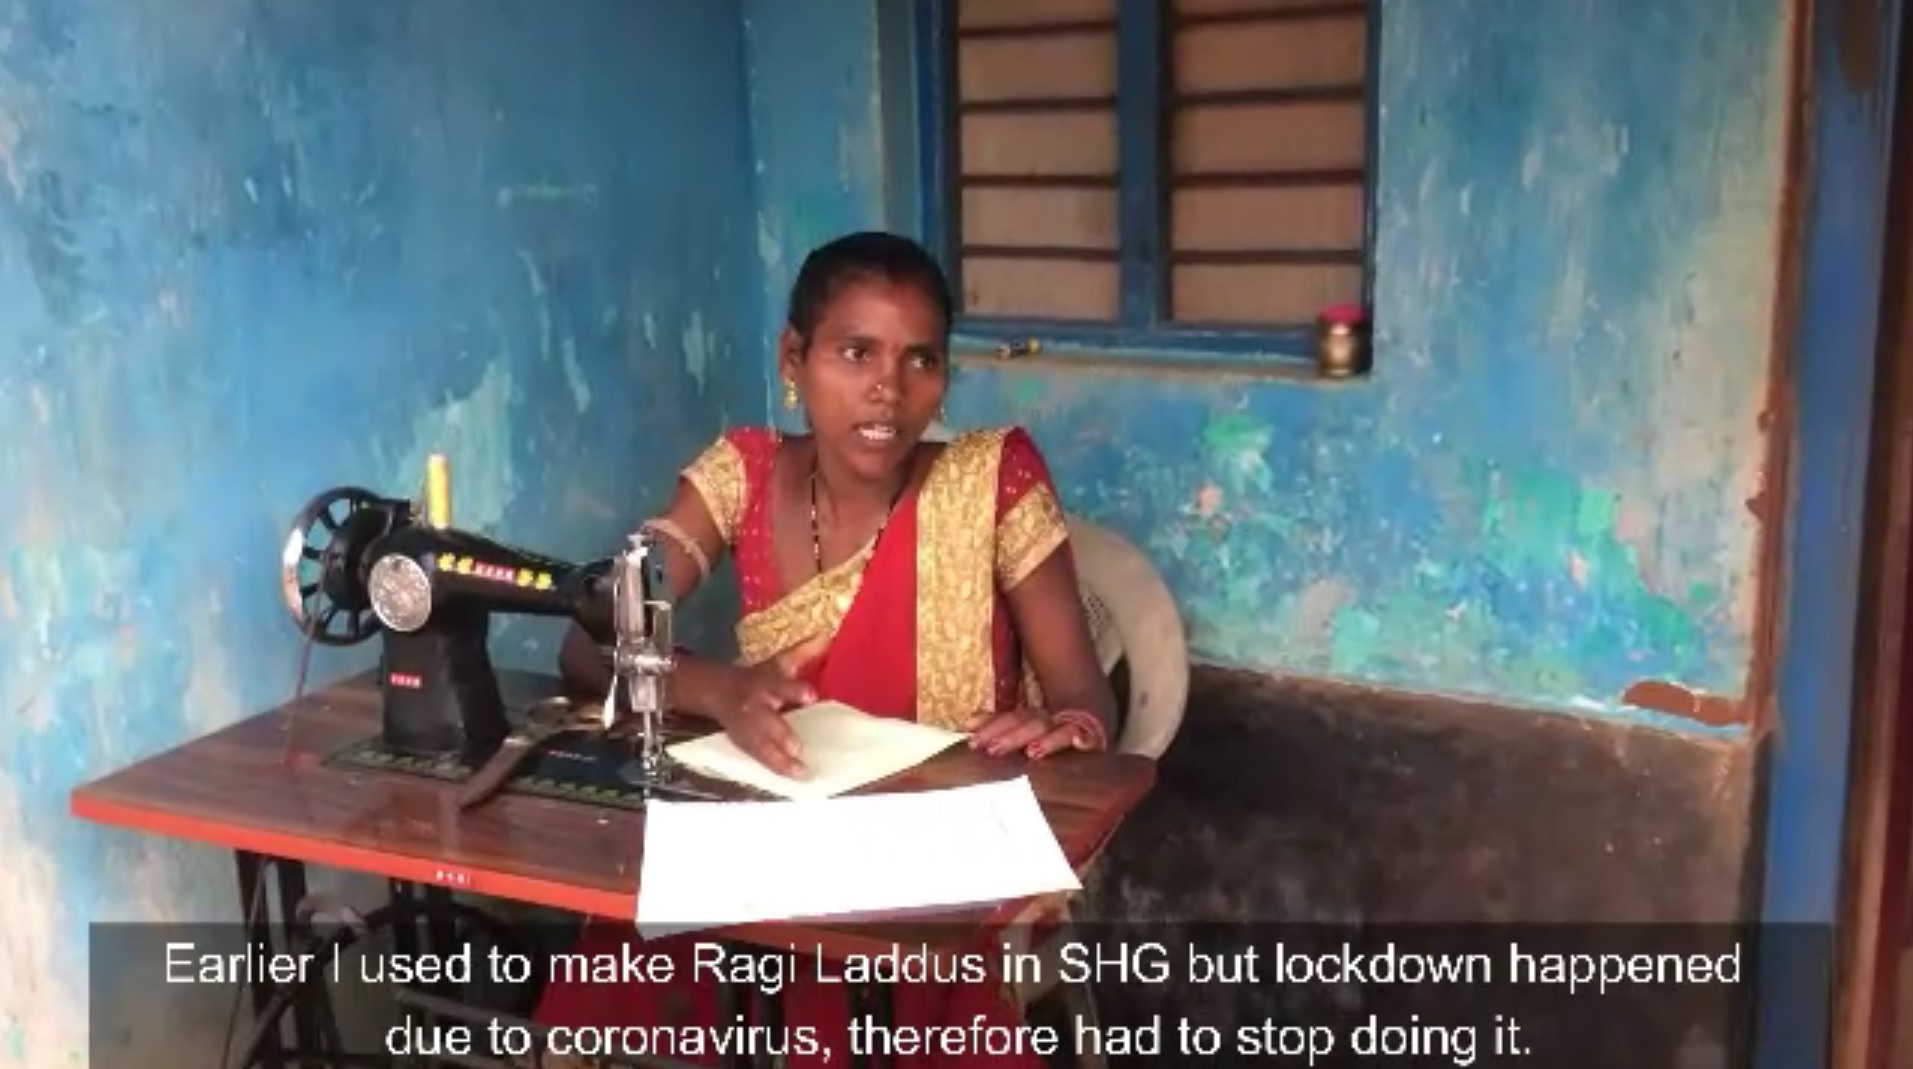 Earlier I used to make Ragi Laddus in SHG but lockdown happened
due to coronavirus, therefore had to stop doing it.